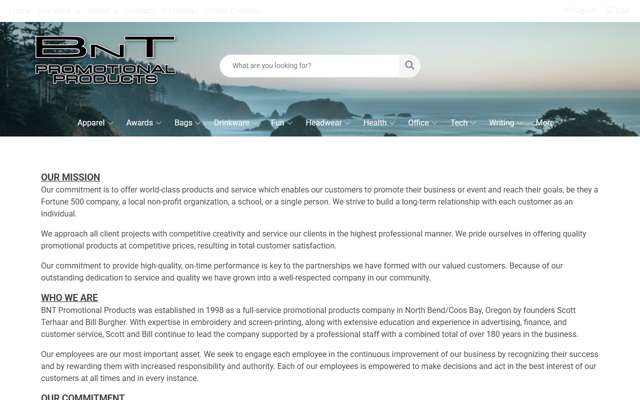 BnT
PROMOTIONAL
PRODUCTS
What are you looking for?
Apparel Awards Bags Drinkware Fun Headwear Health Office Tech Writing More
OUR MISSION
Our commitment is to offer world-class products and service which enables our customers to promote their business or event and reach their goals, be they a
Fortune 500 company, a local non-profit organization, a school, or a single person. We strive to build a long-term relationship with each customer as an
individual.
We approach all client projects with competitive creativity and service our clients in the highest professional manner. We pride ourselves in offering quality
promotional products at competitive prices, resulting in total customer satisfaction.
Our commitment to provide high-quality, on-time performance is key to the partnerships we have formed with our valued customers. Because of our
outstanding dedication to service and quality we have grown into a well-respected company in our community.
WHO WE ARE
BNT Promotional Products was established in 1998 as a full-service promotional products company in North Bend/Coos Bay, Oregon by founders Scott
Terhaar and Bill Burgher. With expertise in embroidery and screen-printing, along with extensive education and experience in advertising, finance, and
customer service, Scott and Bill continue to lead the company supported by a professional staff with a combined total of over 180 years in the business.
Our employees are our most important asset. We seek to engage each employee in the continuous improvement of our business by recognizing their success
and by rewarding them with increased responsibility and authority. Each of our employees is empowered to make decisions and act in the best interest of our
customers at all times and in every instance.
OUR COMMITMENT